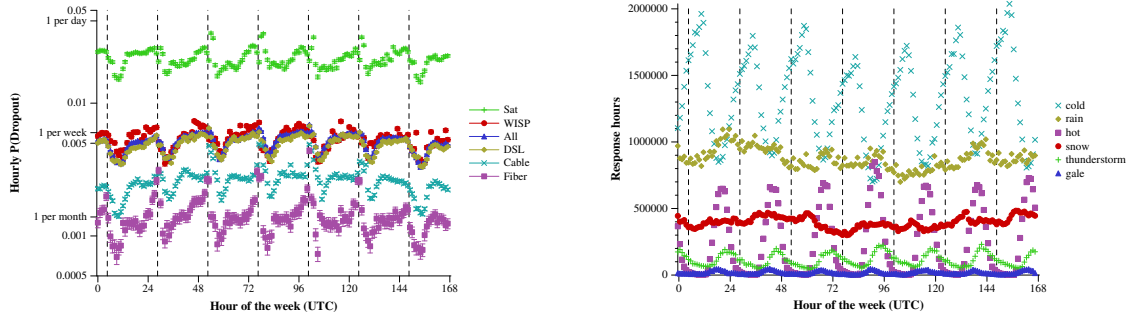 0.05
1 per day
0.01
1 per week
0.005
1 per month
0.001
0.0005
Hourly P(Dropout)
0 24 48 72 96 120 144 168
Hour of the week (UTC)
Sat
WISP
All
DSL
Cable
Fiber
2000000
1500000
1000000
500000
0
Response hours
0 24 48 72 96 120 144 168
Hour of the week (UTC)
cold
rain
hot
snow
thunderstorm
gale